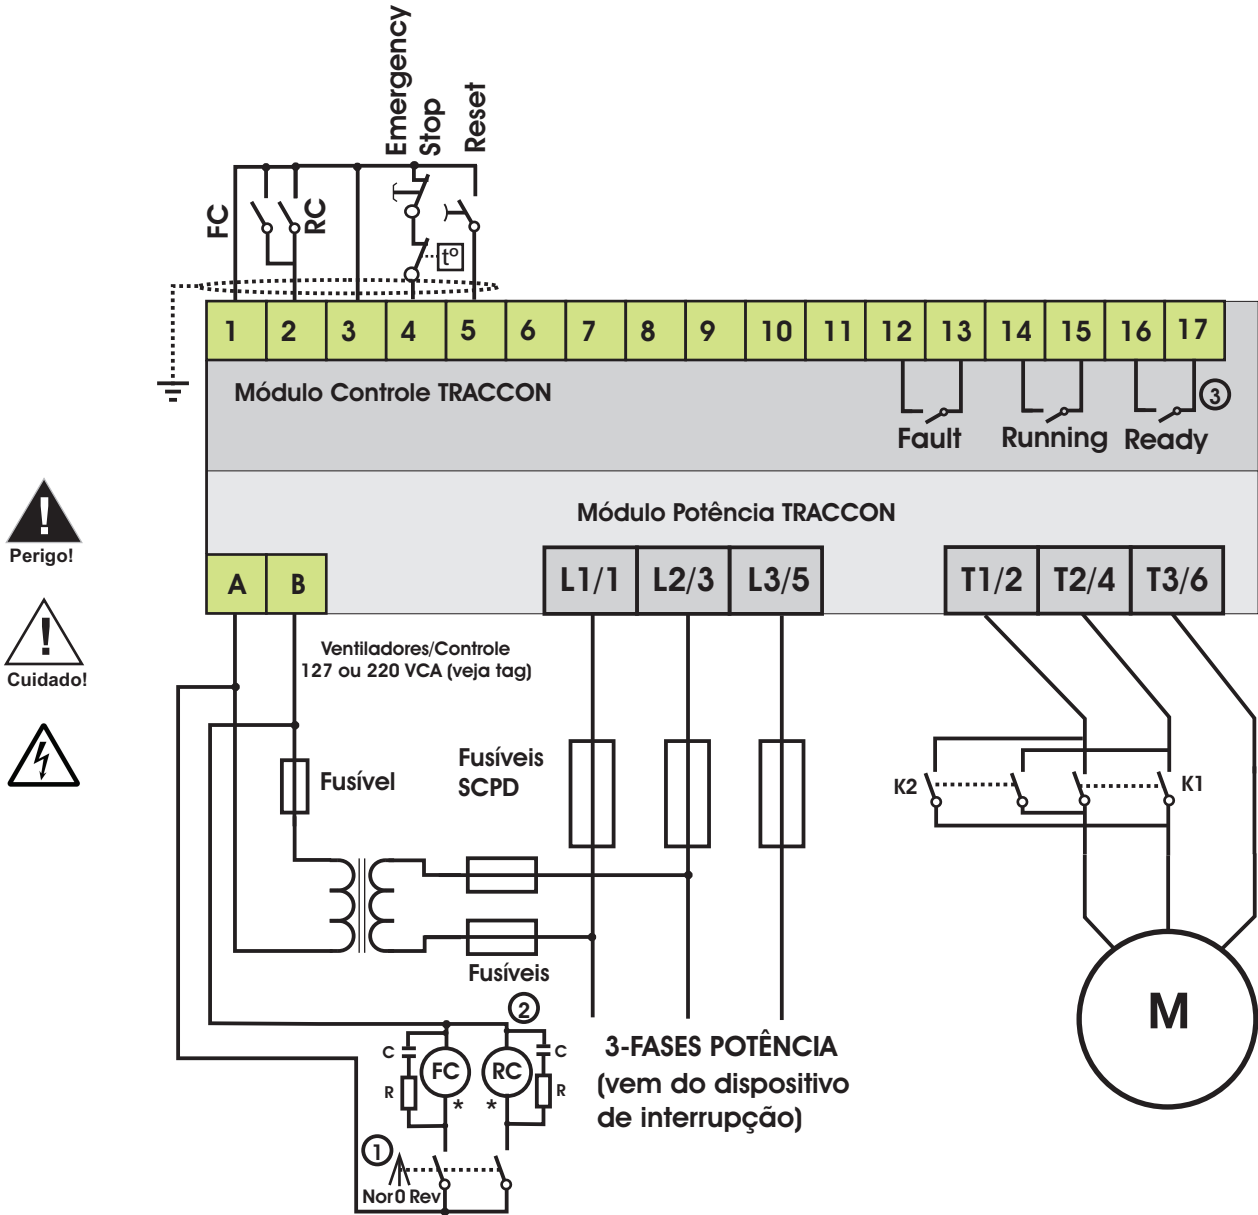 Emergency
Stop
Reset
FC
RC
tº
1 2 3 4 5 6 7 8 9 10 11 12 13 14 15 16 17
Módulo Controle TRACCON
3
Fault Running Ready
Módulo Potência TRACCON
Perigo!
A B L1/1 L2/3 L3/5 T1/2 T2/4 T3/6
Cuidado!
Ventiladores/Controle
127 ou 220 VCA (veja tag)
Fusível
Fusíveis
SCPD
K2
K1
Fusíveis
2
M
3-FASES POTÊNCIA
(vem do dispositivo
de interrupção)
C FC RC C
R * * R
1
Nor 0 Rev